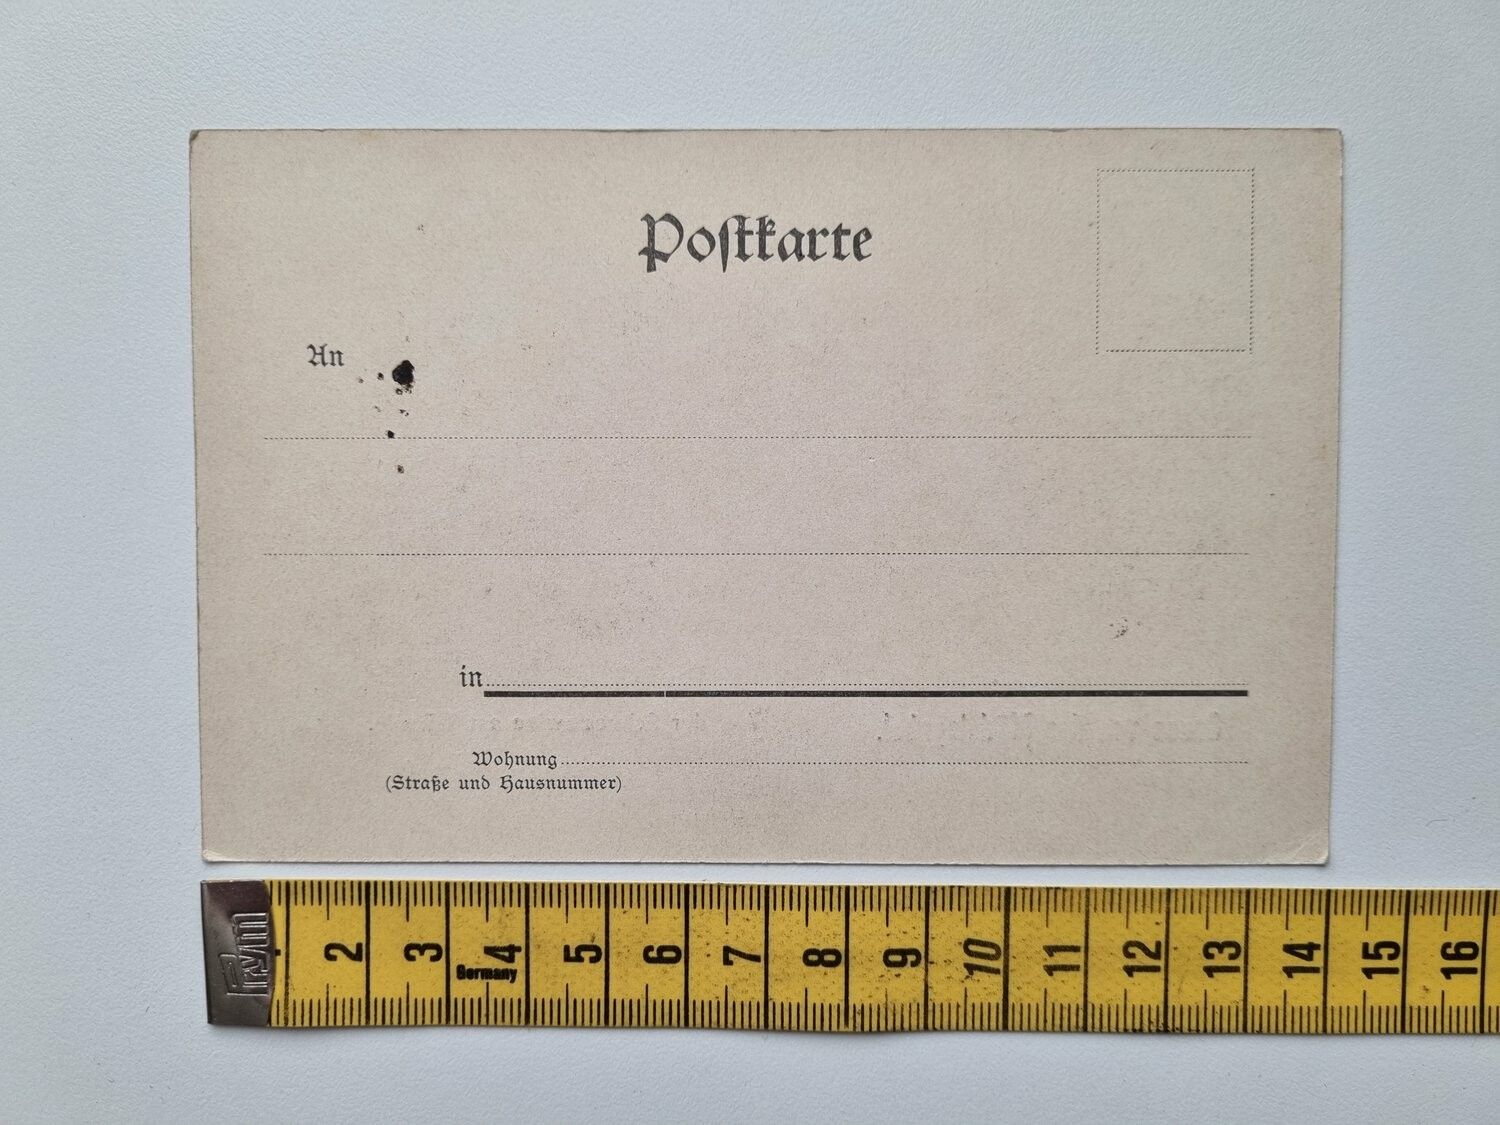 Postkarte
An
in
Wohnung
(Straße und Hausnummer)
Prym 2 3 4 5 6 7 8 9 10 11 12 13 14 15 16
Germany